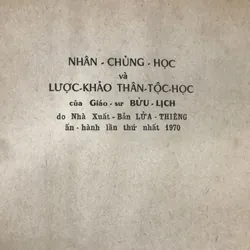 NHÂN - CHỦNG - HỌC
và
LƯỢC-KHẢO THÂN-TỘC-HỌC
của Giáo-sư BỬU-LỊCH
do Nhà Xuất-Bản LỬA-THIÊNG
ấn-hành lần thứ nhất 1970